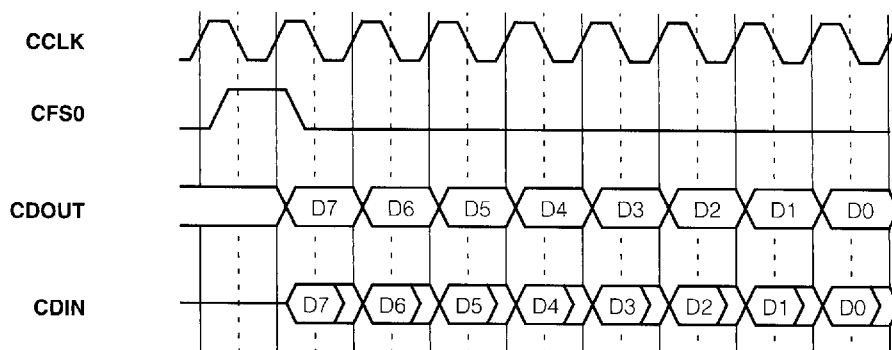 CCLK
CFS0
CDOUT D7 D6 D5 D4 D3 D2 D1 D0
CDIN D7 D6 D5 D4 D3 D2 D1 D0